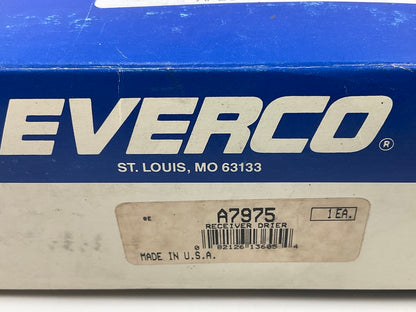 EVERCO®
ST. LOUIS, MO 63133
A7975
1 EA.
RECEIVER DRIER
0 82126 13605 4
MADE IN U.S.A.